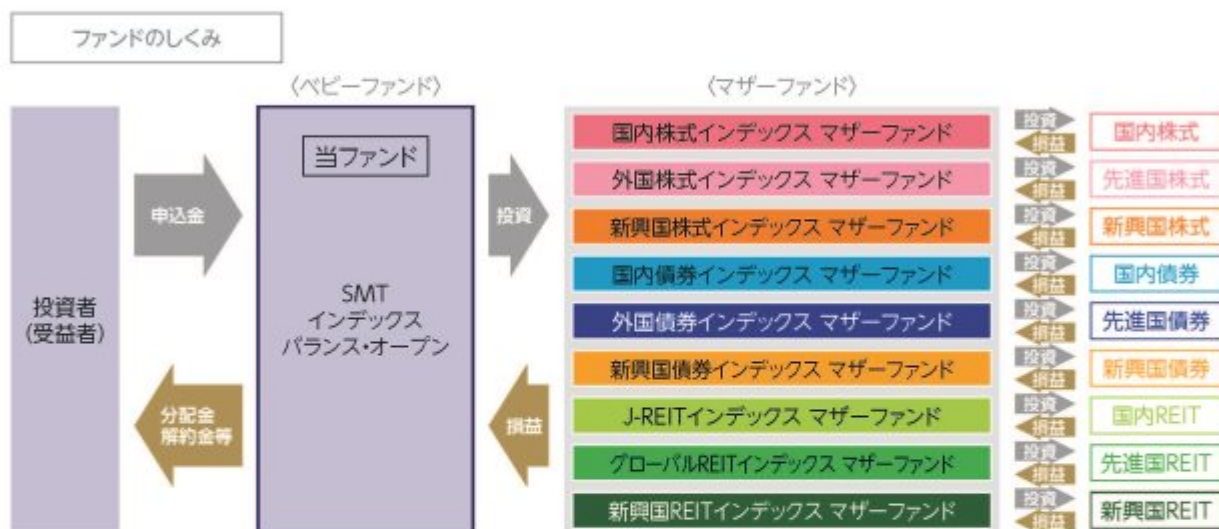 ファンドのしくみ
〈ベビーファンド〉
〈マザーファンド〉
投資者
(受益者)
申込金
分配金
解約金等
当ファンド
SMT
インデックス
バランス・オープン
投資
損益
国内株式インデックス マザーファンド
投資
損益
国内株式
外国株式インデックス マザーファンド
投資
損益
先進国株式
新興国株式インデックス マザーファンド
投資
損益
新興国株式
国内債券インデックス マザーファンド
投資
損益
国内債券
外国債券インデックス マザーファンド
投資
損益
先進国債券
新興国債券インデックス マザーファンド
投資
損益
新興国債券
J-REITインデックス マザーファンド
投資
損益
国内REIT
グローバルREITインデックス マザーファンド
投資
損益
先進国REIT
新興国REITインデックス マザーファンド
投資
損益
新興国REIT